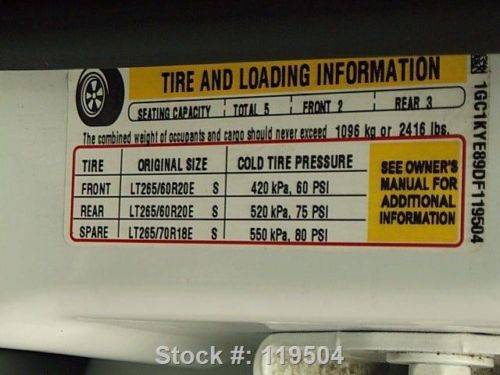 TIRE AND LOADING INFORMATION
SEATING CAPACITY TOTAL 5 FRONT 2 REAR 3
The combined weight of occupants and cargo should never exceed 1096 kg or 2416 lbs.
TIRE ORIGINAL SIZE COLD TIRE PRESSURE
FRONT LT265/60R20E S 420 kPa, 60 PSI
REAR LT265/60R20E S 520 kPa, 75 PSI
SPARE LT265/70R18E S 550 kPa, 80 PSI
SEE OWNER'S
MANUAL FOR
ADDITIONAL
INFORMATION
1GC1KYE89DF119504
Stock #: 119504